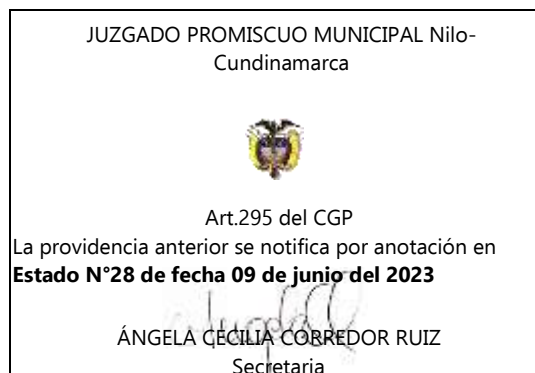 JUZGADO PROMISCUO MUNICIPAL Nilo-
Cundinamarca
Art.295 del CGP
La providencia anterior se notifica por anotación en
Estado N°28 de fecha 09 de junio del 2023
ÁNGELA CECILIA CORREDOR RUIZ
Secretaria